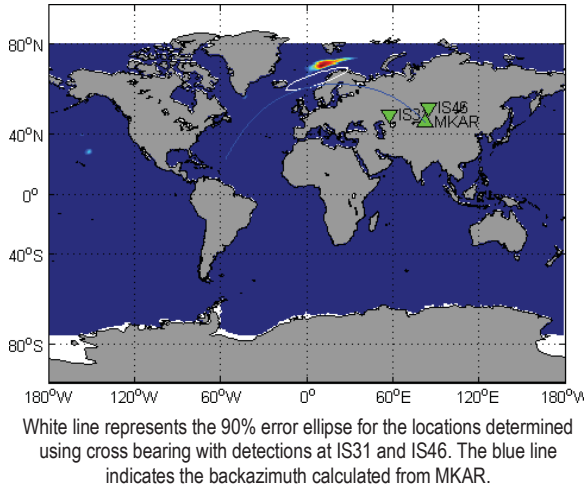 80°N
40°N
0°
40°S
80°S
180°W
120°W
60°W
0°E
60°E
120°E
180°W
IS3
IS46
MKAR
White line represents the 90% error ellipse for the locations determined
using cross bearing with detections at IS31 and IS46. The blue line
indicates the backazimuth calculated from MKAR.